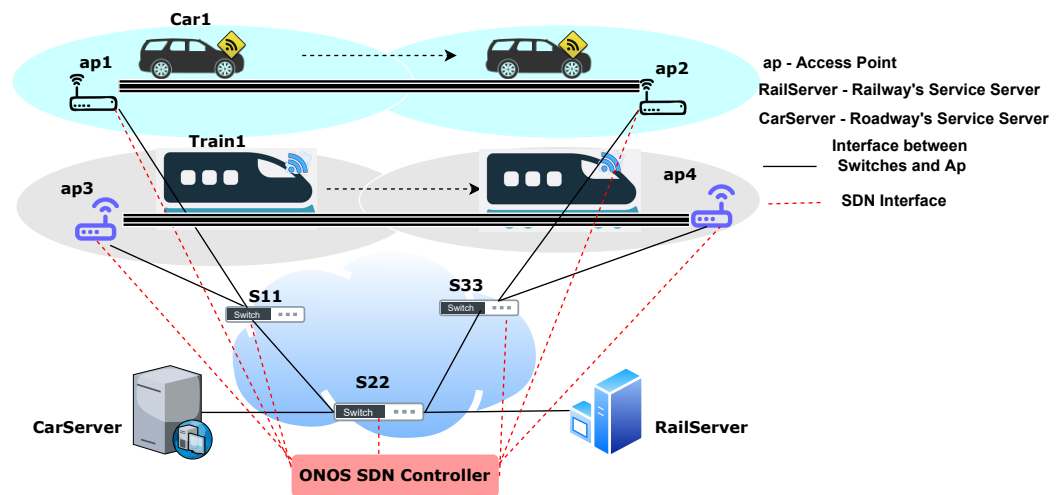 Car1
ap1
ap2
ap - Access Point
RailServer - Railway's Service Server
CarServer - Roadway's Service Server
Interface between
Switches and Ap
SDN Interface
Train1
ap3
ap4
S11
Switch
S33
Switch
S22
Switch
CarServer
RailServer
ONOS SDN Controller